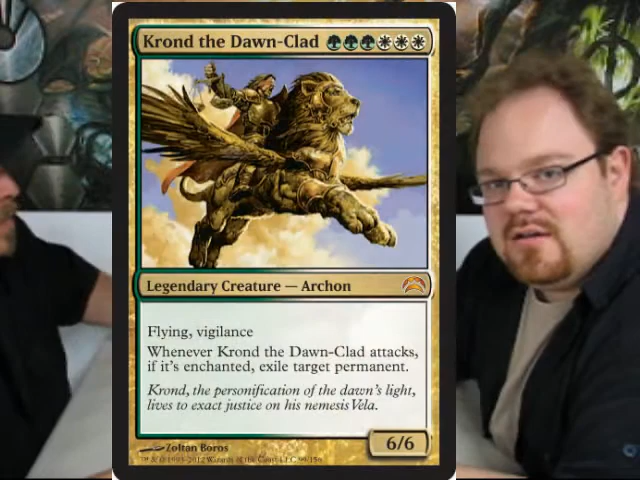 Krond the Dawn-Clad
Legendary Creature — Archon
Flying, vigilance
Whenever Krond the Dawn-Clad attacks,
if it's enchanted, exile target permanent.
Krond, the personification of the dawn's light,
lives to exact justice on his nemesis Vela.
6/6
Zoltan Boros